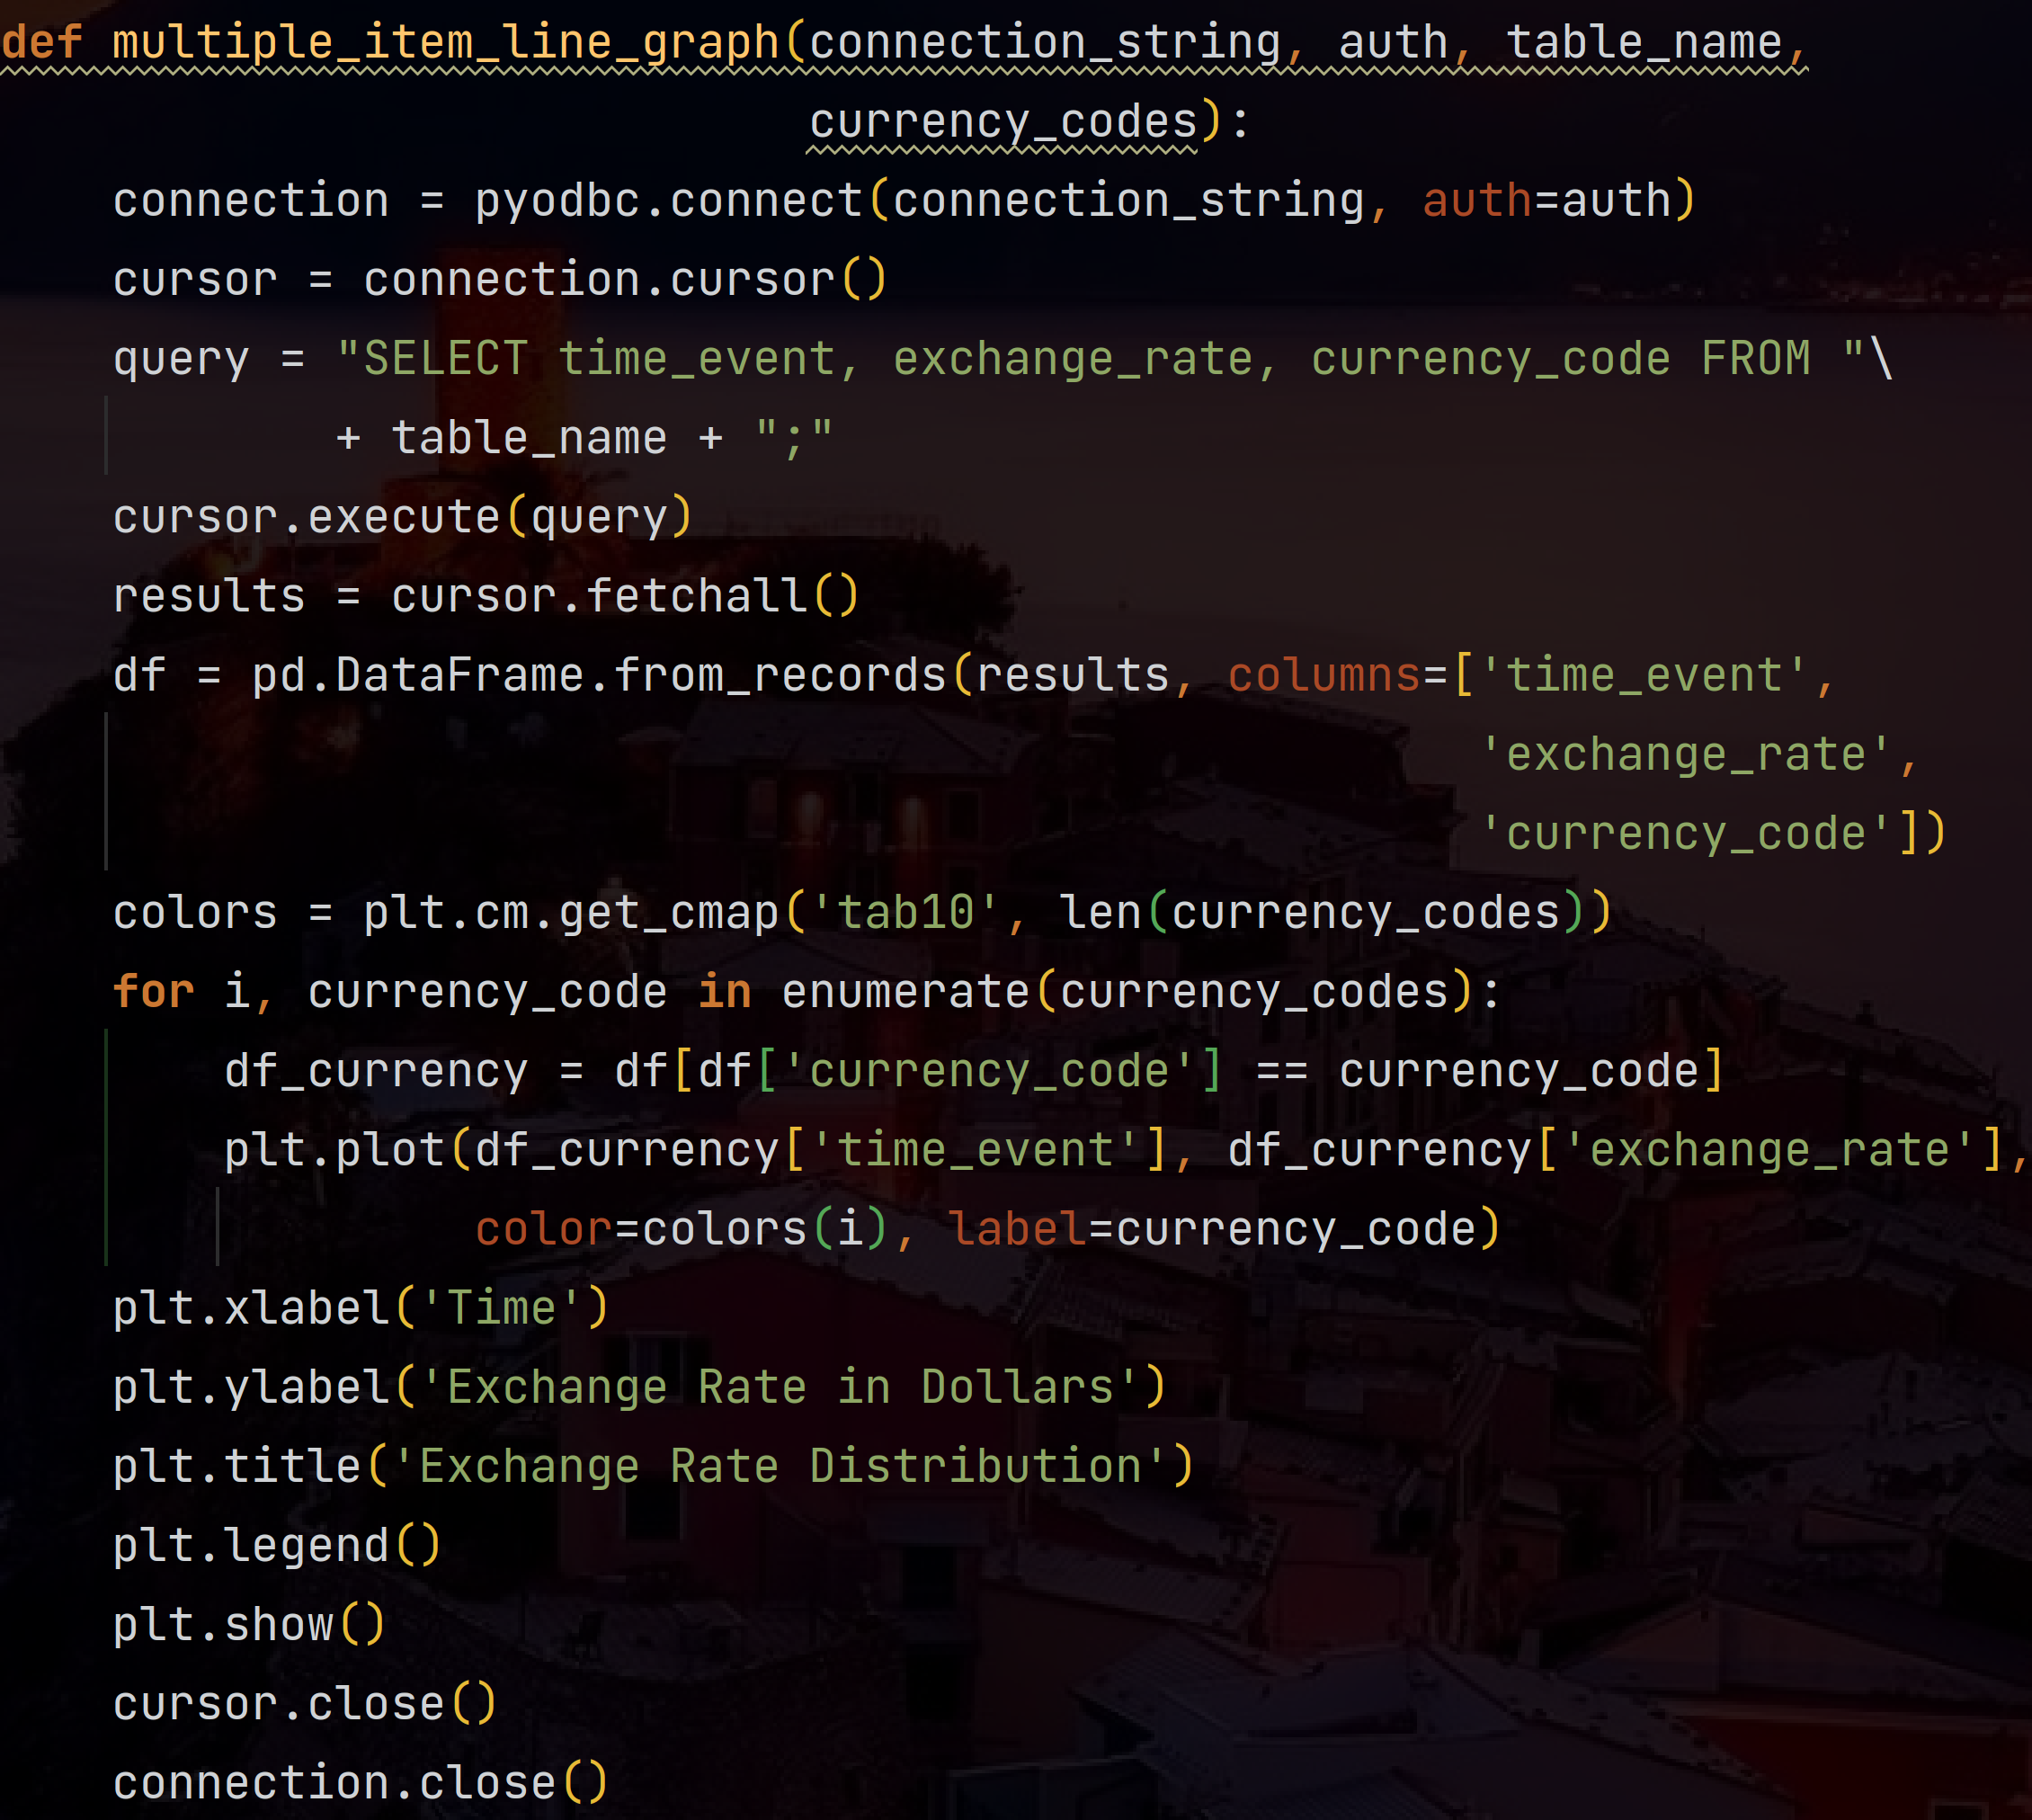 def multiple_item_line_graph(connection_string, auth, table_name,
                             currency_codes):
    connection = pyodbc.connect(connection_string, auth=auth)
    cursor = connection.cursor()
    query = "SELECT time_event, exchange_rate, currency_code FROM "\
            + table_name + ";"
    cursor.execute(query)
    results = cursor.fetchall()
    df = pd.DataFrame.from_records(results, columns=['time_event',
                                                     'exchange_rate',
                                                     'currency_code'])
    colors = plt.cm.get_cmap('tab10', len(currency_codes))
    for i, currency_code in enumerate(currency_codes):
        df_currency = df[df['currency_code'] == currency_code]
        plt.plot(df_currency['time_event'], df_currency['exchange_rate'],
                 color=colors(i), label=currency_code)
    plt.xlabel('Time')
    plt.ylabel('Exchange Rate in Dollars')
    plt.title('Exchange Rate Distribution')
    plt.legend()
    plt.show()
    cursor.close()
    connection.close()